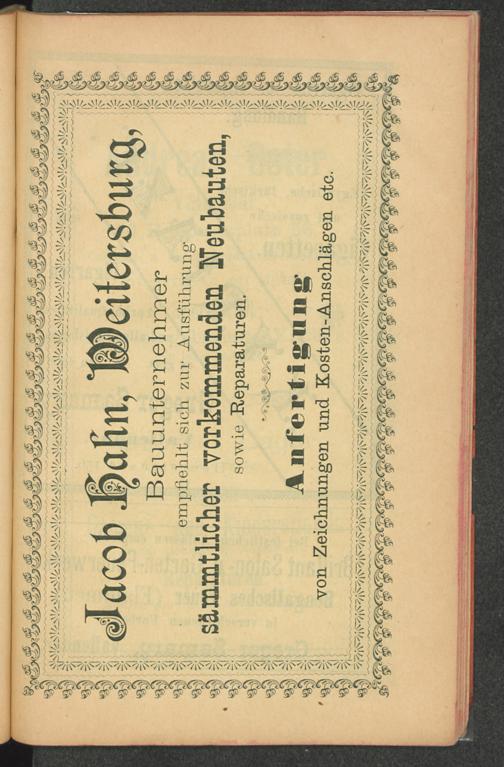 Jacob Hahn, Weitersburg,
Bauunternehmer
empfiehlt sich zur Ausführung
sämmtlicher vorkommenden Neubauten,
sowie Reparaturen.
Anfertigung
von Zeichnungen und Kosten-Anschlägen etc.